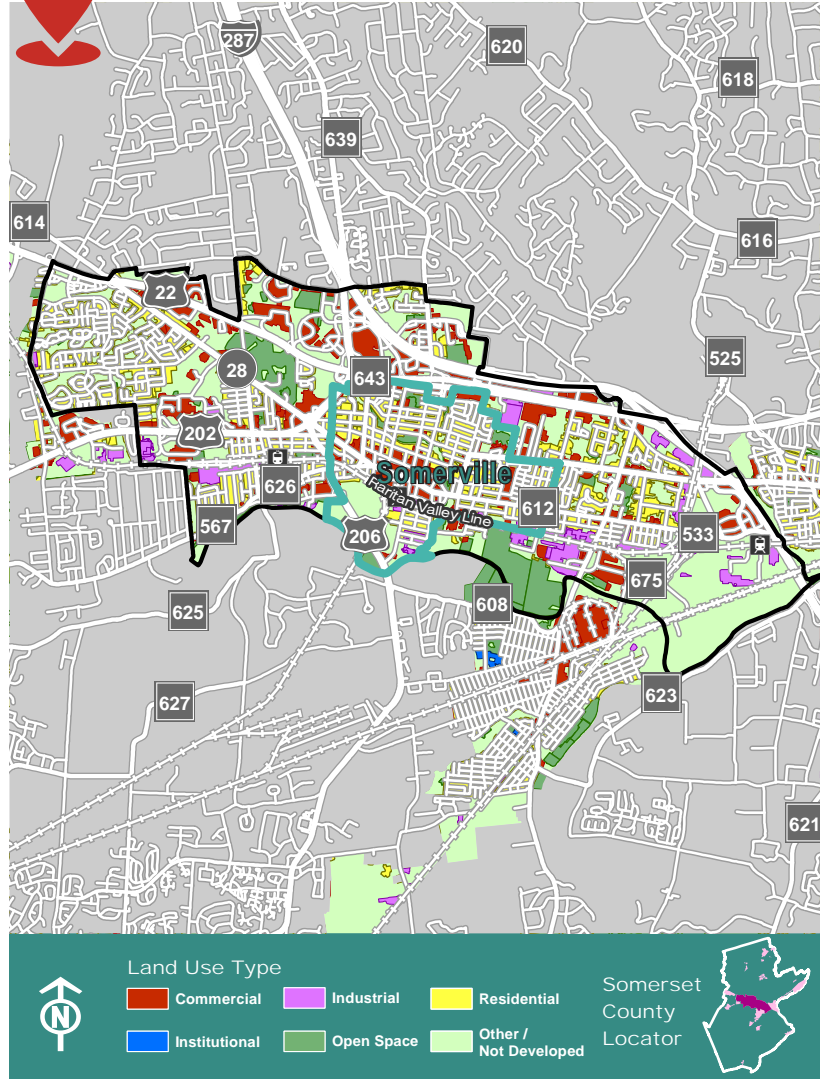 287
620
618
639
614
616
22
525
28
643
202
Somerville
Raritan Valley Line
626
612
567
206
533
675
625
608
627
623
621
Land Use Type
Commercial
Industrial
Residential
Institutional
Open Space
Other /
Not Developed
N
Somerset
County
Locator